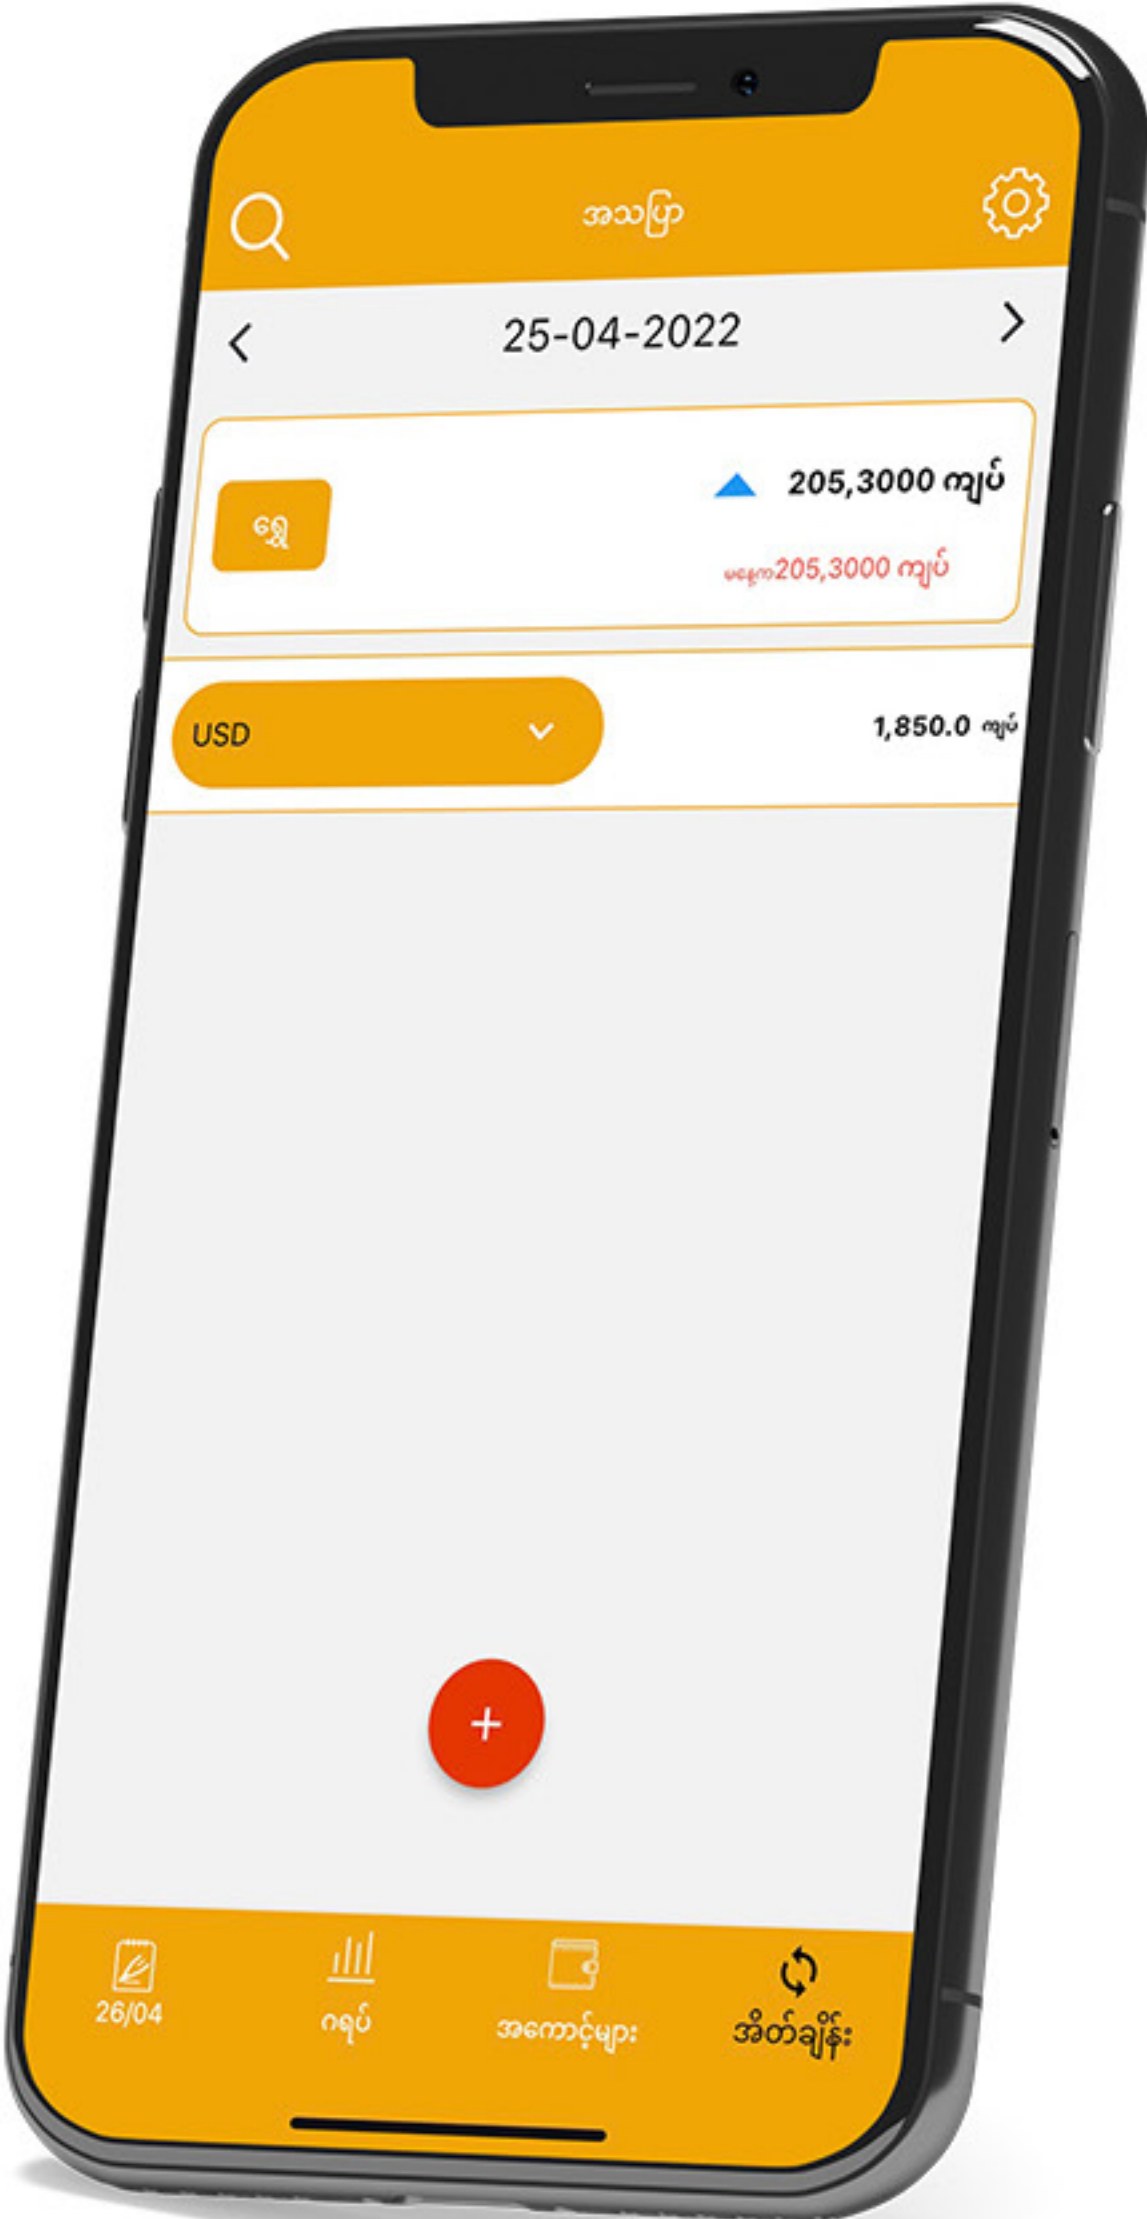 အသပြာ
25-04-2022
ရွှေ
205,3000 ကျပ်
မနေ့က205,3000 ကျပ်
USD
1,850.0 ကျပ်
26/04
ဂရပ်
အကောင့်များ
အိတ်ချိန်း